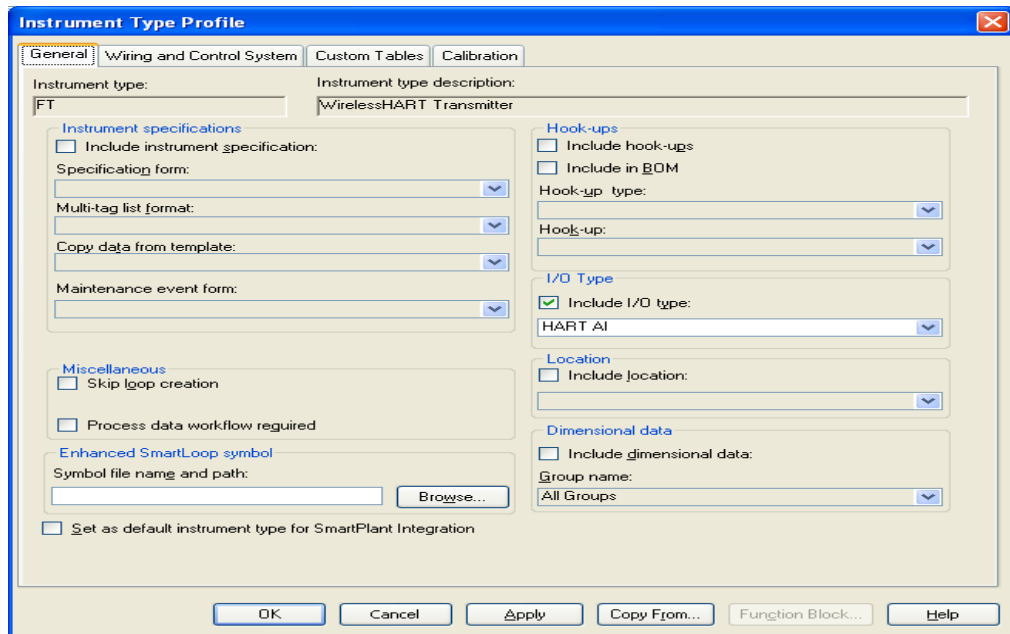 Instrument Type Profile
General Wiring and Control System Custom Tables Calibration
Instrument type: Instrument type description:
FT WirelessHART Transmitter
Instrument specifications
Include instrument specification:
Specification form:
Multi-tag list format:
Copy data from template:
Maintenance event form:
Miscellaneous
Skip loop creation
Process data workflow required
Enhanced SmartLoop symbol
Symbol file name and path:
Browse...
Set as default instrument type for SmartPlant Integration
Hook-ups
Include hook-ups
Include in BOM
Hook-up type:
Hook-up:
I/O Type
Include I/O type:
HART AI
Location
Include location:
Dimensional data
Include dimensional data:
Group name:
All Groups
OK Cancel Apply Copy From... Function Block... Help